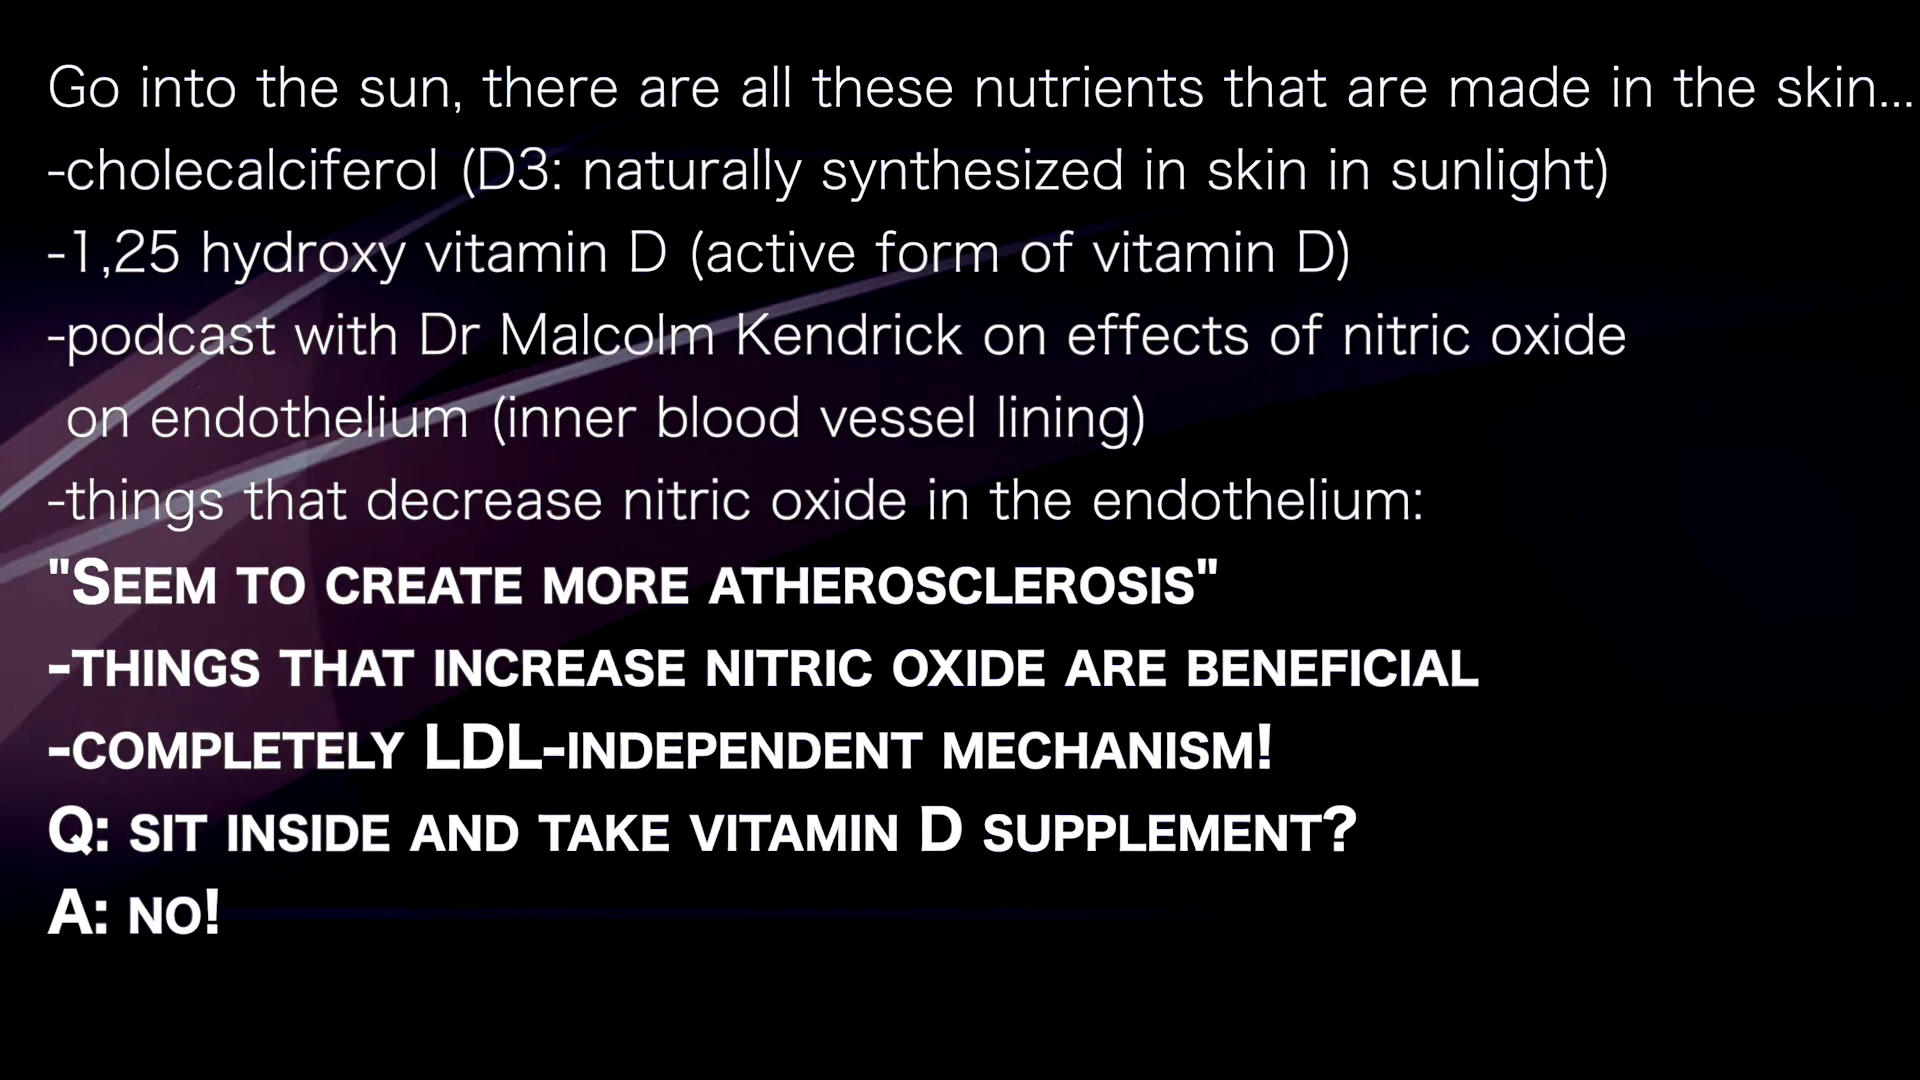 Go into the sun, there are all these nutrients that are made in the skin...
-cholecalciferol (D3: naturally synthesized in skin in sunlight)
-1,25 hydroxy vitamin D (active form of vitamin D)
-podcast with Dr Malcolm Kendrick on effects of nitric oxide
on endothelium (inner blood vessel lining)
-things that decrease nitric oxide in the endothelium:
"Seem to create more atherosclerosis"
-things that increase nitric oxide are beneficial
-completely LDL-independent mechanism!
Q: sit inside and take vitamin D supplement?
A: no!